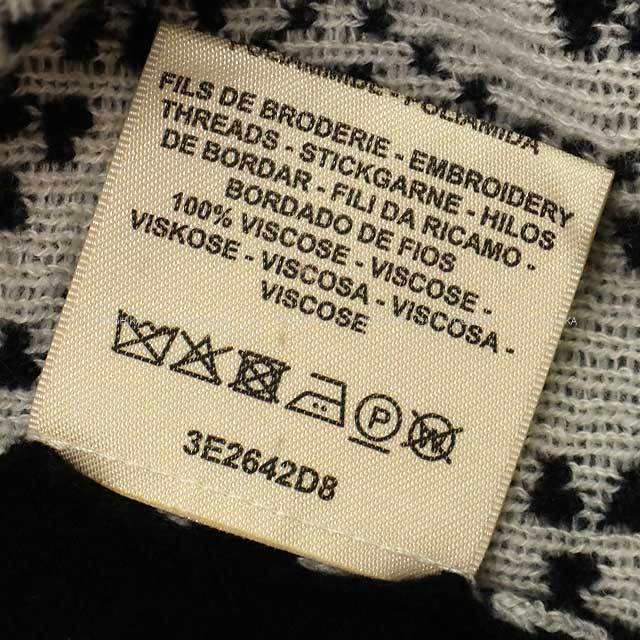 POLIAMIDA
FILS DE BRODERIE - EMBROIDERY
THREADS - STICKGARNE - HILOS
DE BORDAR - FILI DA RICAMO -
BORDADO DE FIOS
100% VISCOSE - VISCOSE -
VISKOSE - VISCOSA - VISCOSA -
VISCOSE
P W
3E2642D8